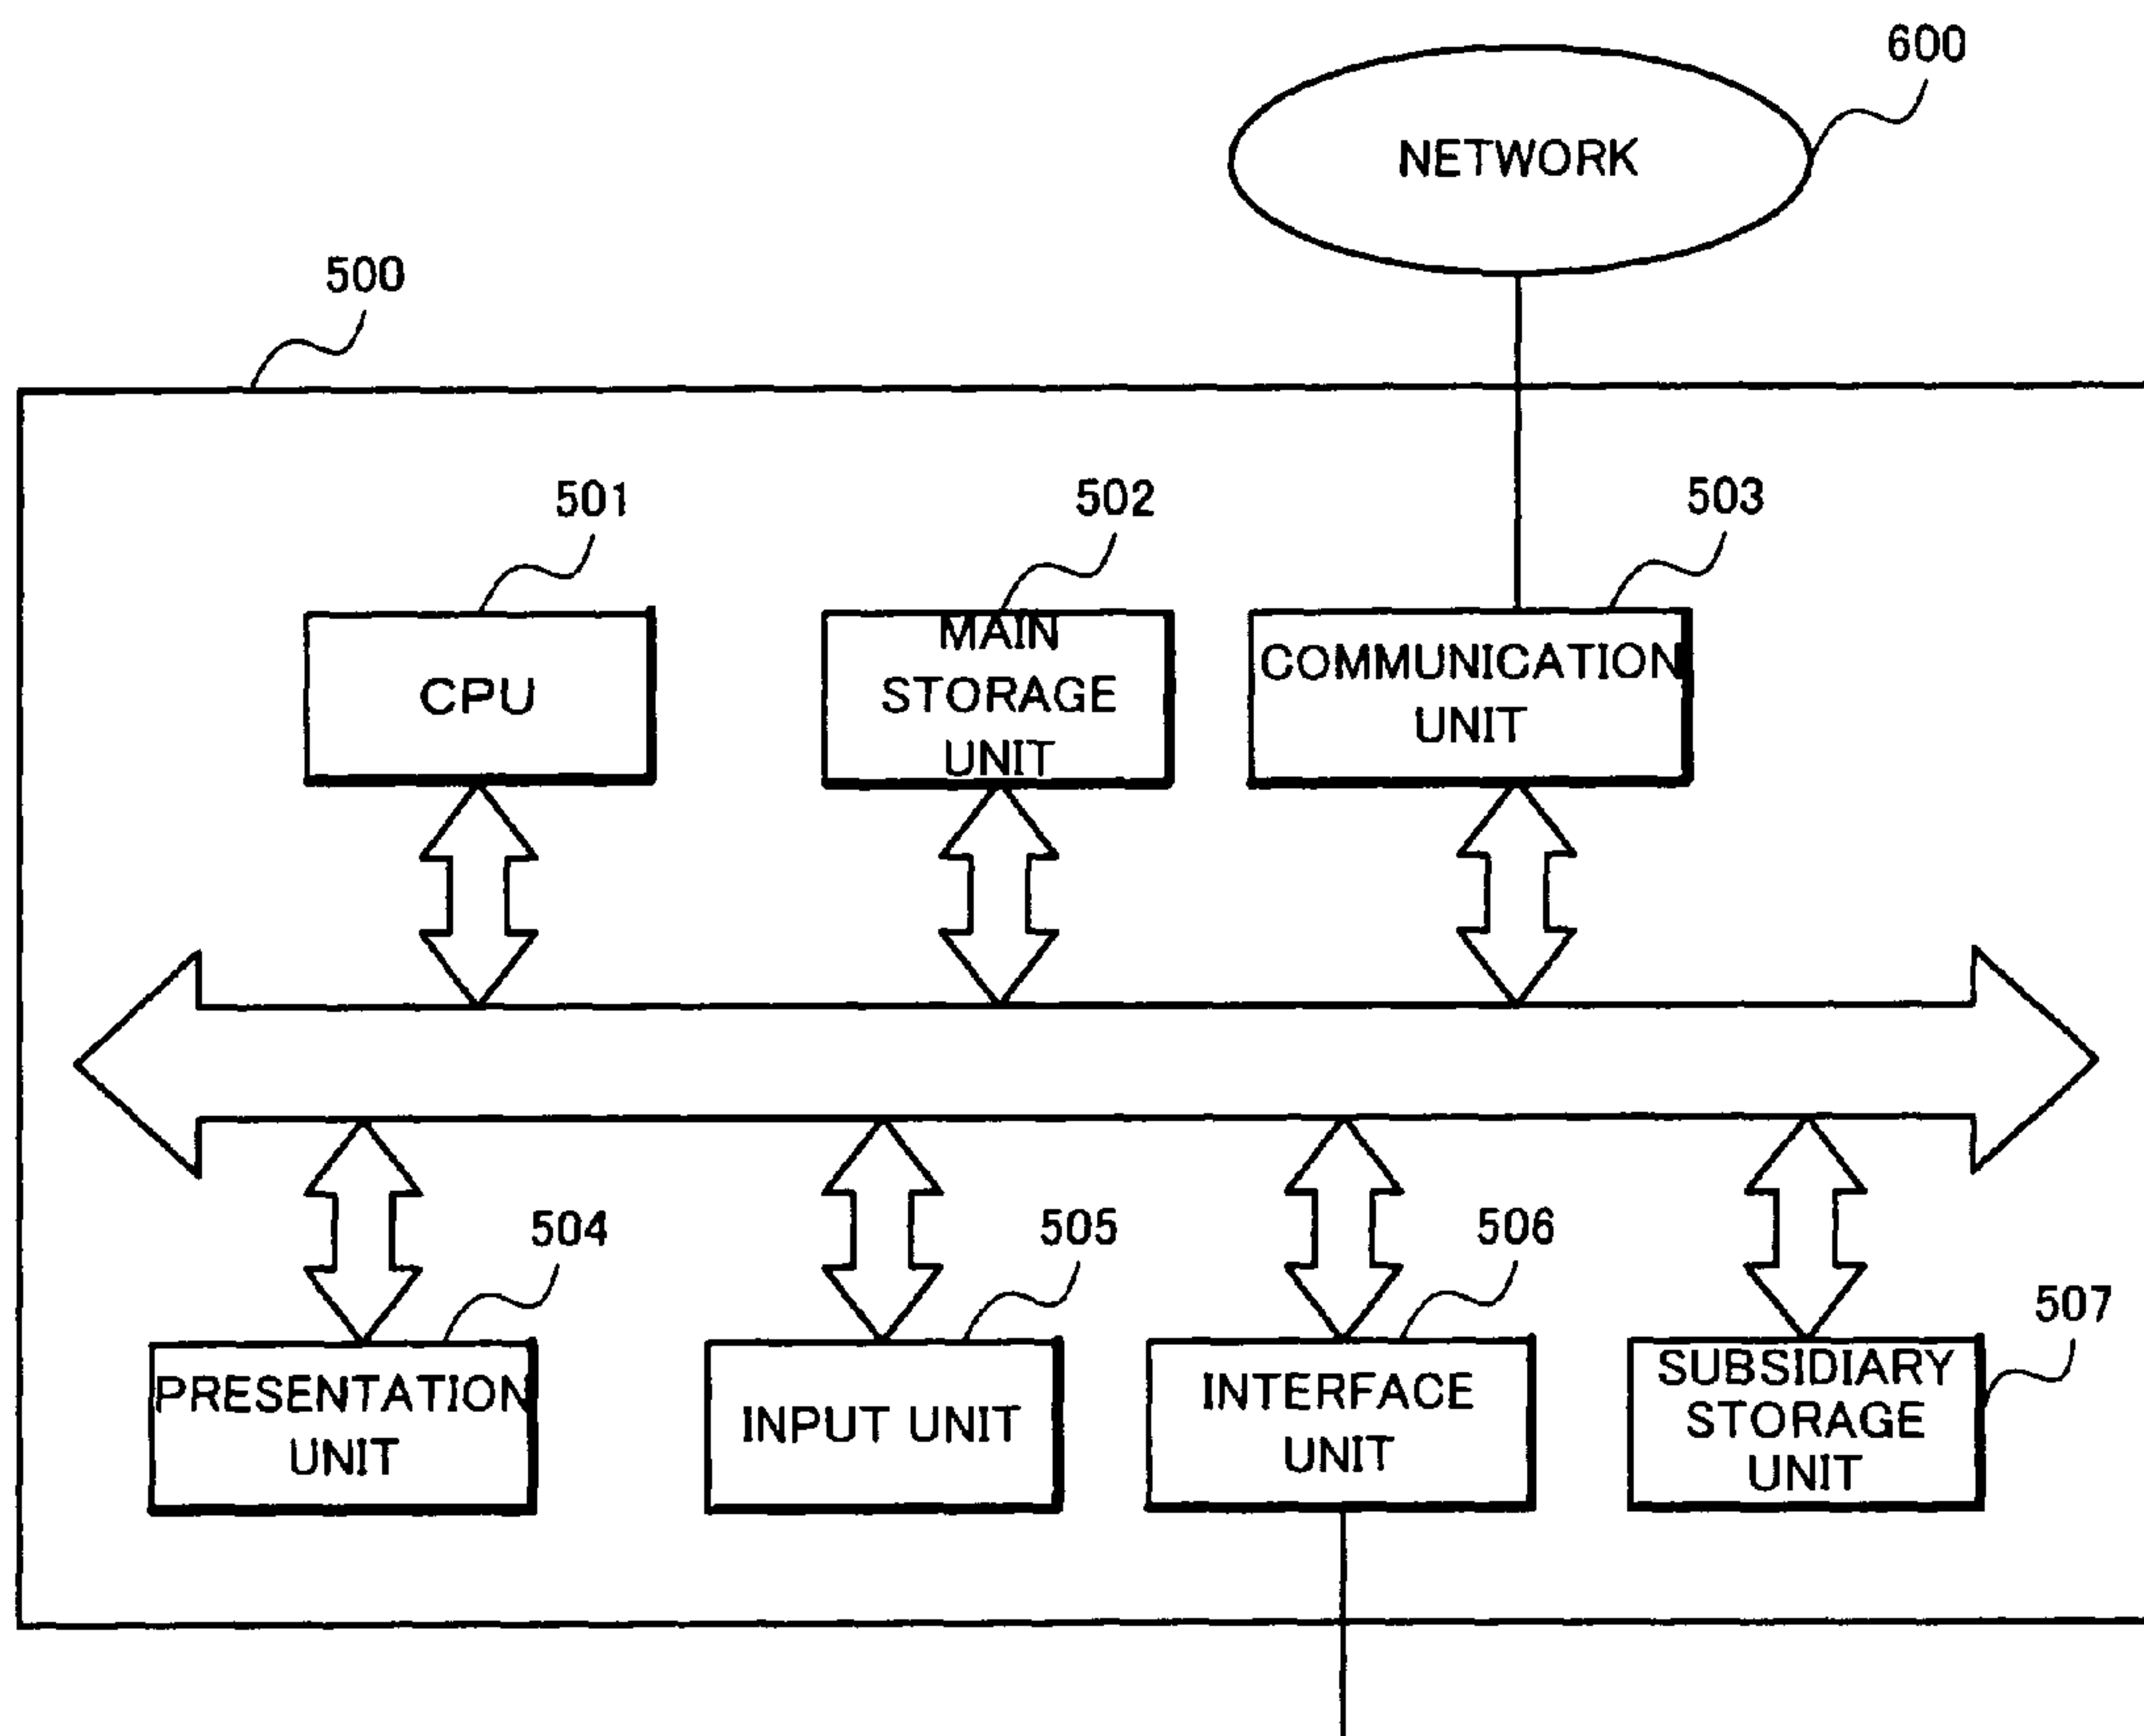 600
NETWORK
500
501
502
503
CPU
MAIN
STORAGE
UNIT
COMMUNICATION
UNIT
504
505
506
507
PRESENTATION
UNIT
INPUT UNIT
INTERFACE
UNIT
SUBSIDIARY
STORAGE
UNIT